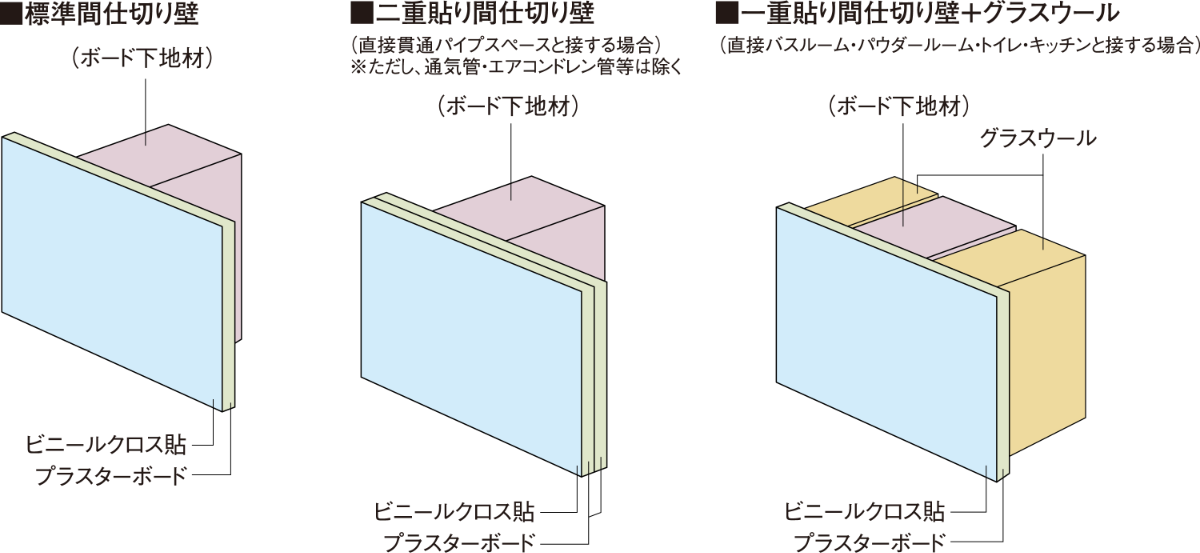 ■標準間仕切り壁
（ボード下地材）
ビニールクロス貼
プラスターボード
■二重貼り間仕切り壁
（直接貫通パイプスペースと接する場合）
※ただし、通気管・エアコンドレン管等は除く
（ボード下地材）
ビニールクロス貼
プラスターボード
■一重貼り間仕切り壁＋グラスウール
（直接バスルーム・パウダールーム・トイレ・キッチンと接する場合）
（ボード下地材）
グラスウール
ビニールクロス貼
プラスターボード